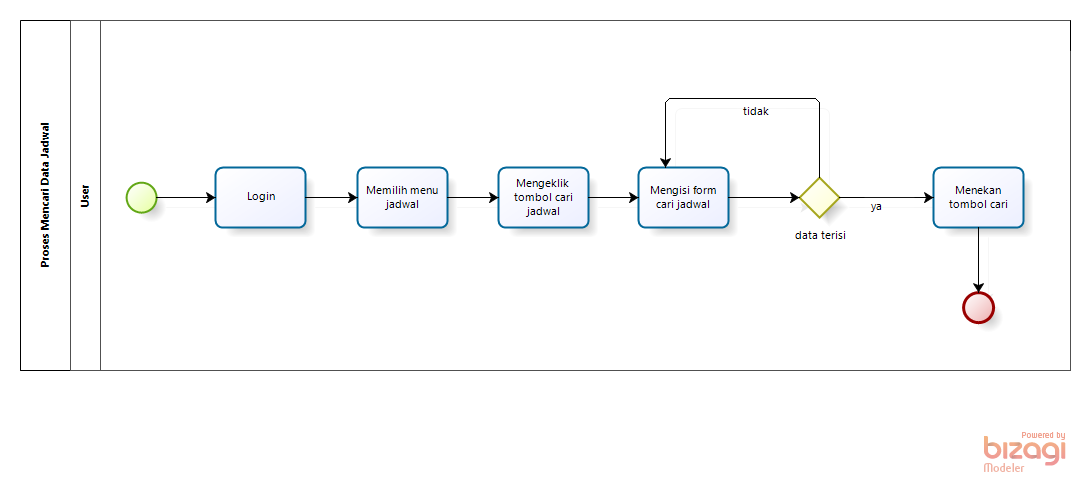 Proses Mencari Data Jadwal
User
Login
Memilih menu
jadwal
Mengeklik
tombol cari
jadwal
Mengisi form
cari jadwal
tidak
data terisi
ya
Menekan
tombol cari
Powered by
bizagi
Modeler